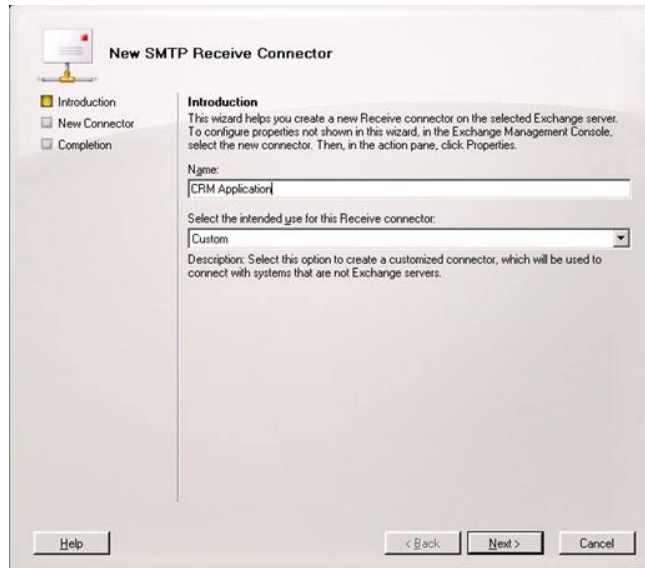 New SMTP Receive Connector
Introduction
New Connector
Completion
Introduction
This wizard helps you create a new Receive connector on the selected Exchange server.
To configure properties not shown in this wizard, in the Exchange Management Console,
select the new connector. Then, in the action pane, click Properties.
Name:
CRM Application
Select the intended use for this Receive connector:
Custom
Description: Select this option to create a customized connector, which will be used to
connect with systems that are not Exchange servers.
Help
< Back
Next >
Cancel